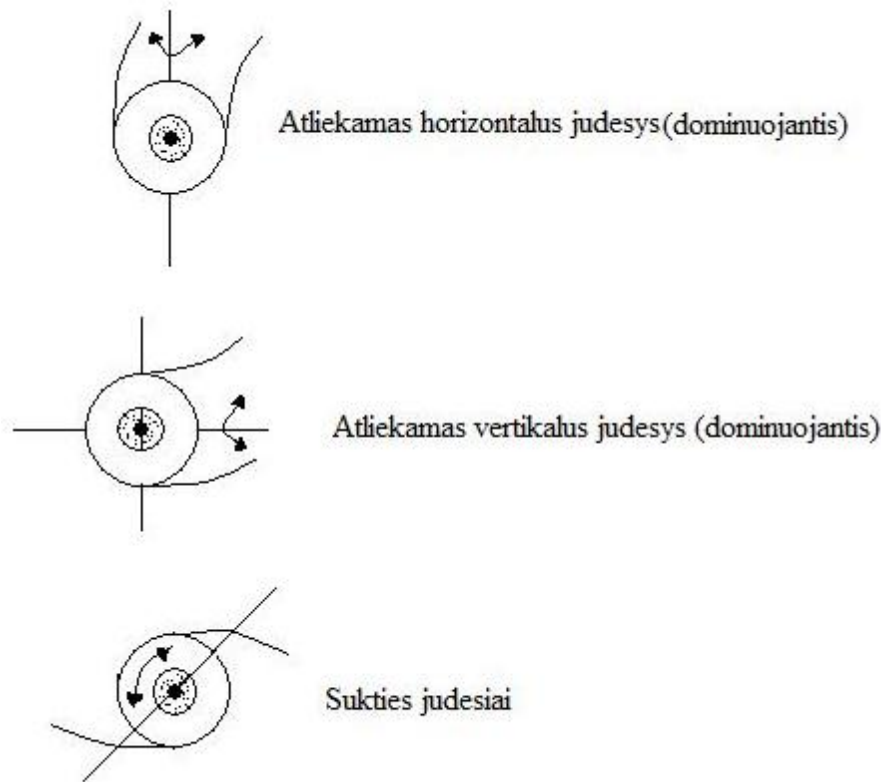 Atliekamas horizontalus judesys(dominuojantis)
Atliekamas vertikalus judesys (dominuojantis)
Sukties judesiai